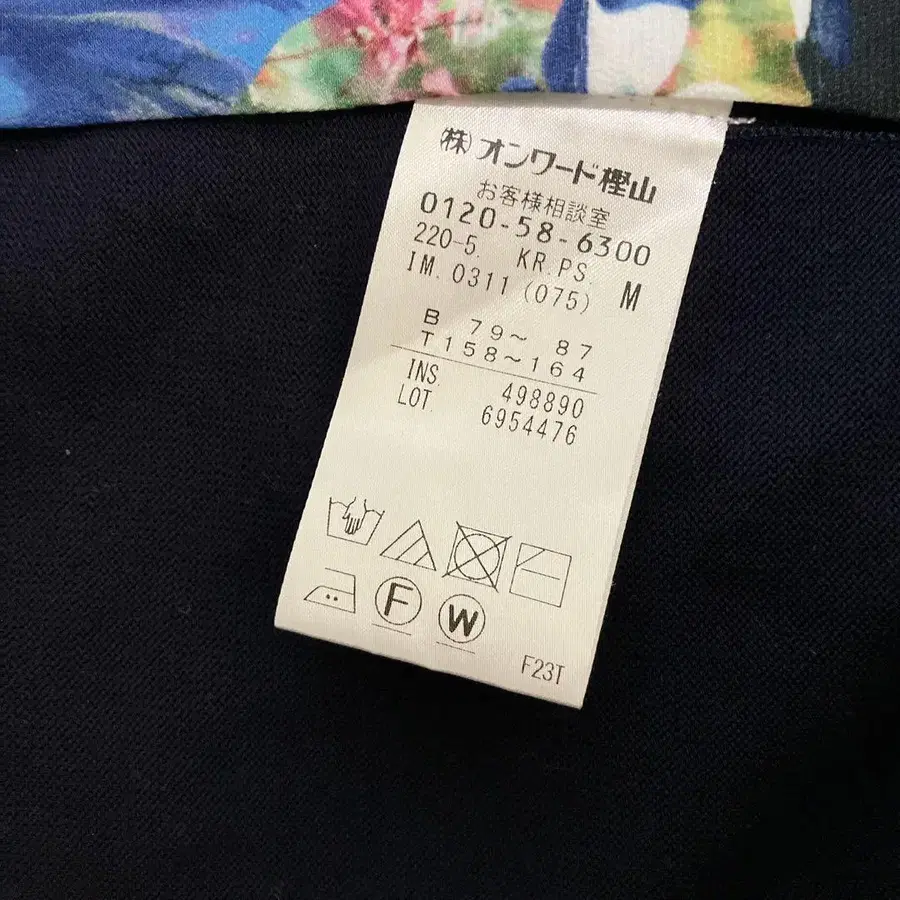 ㈱オンワード樫山
お客様相談室
0120-58-6300
220-5. KR.PS. M
IM. 0311 (075)
B 79〜 87
T158〜164
INS. 498890
LOT. 6954476
F
W
F23T